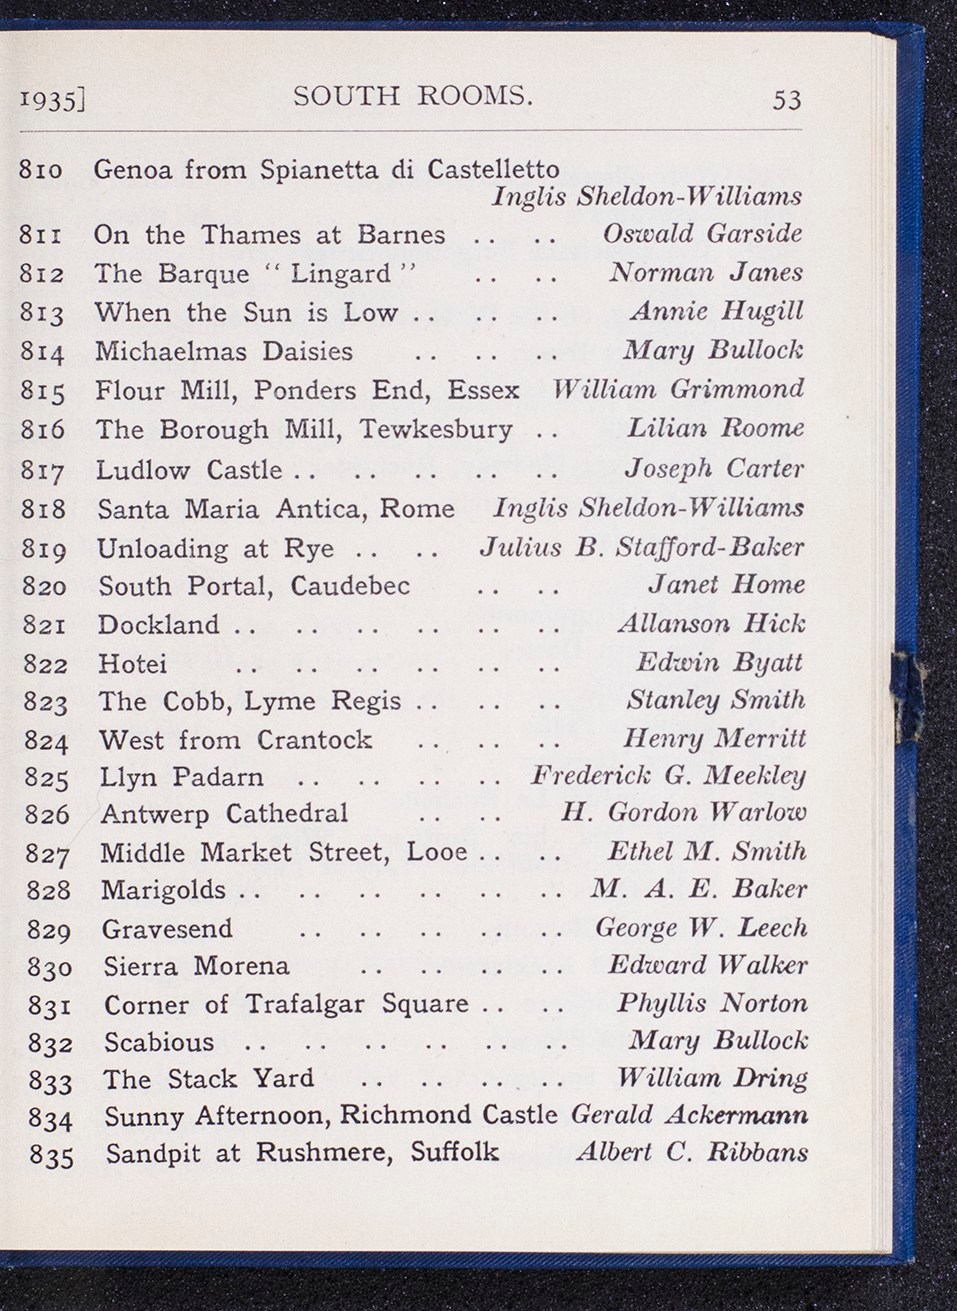 1935] SOUTH ROOMS. 53
810 Genoa from Spianetta di Castelletto
Inglis Sheldon-Williams
811 On the Thames at Barnes .. .. Oswald Garside
812 The Barque “ Lingard ” .. .. Norman Janes
813 When the Sun is Low .. .. .. Annie Hugill
814 Michaelmas Daisies .. .. .. Mary Bullock
815 Flour Mill, Ponders End, Essex William Grimmond
816 The Borough Mill, Tewkesbury .. Lilian Roome
817 Ludlow Castle .. .. .. .. .. Joseph Carter
818 Santa Maria Antica, Rome Inglis Sheldon-Williams
819 Unloading at Rye .. .. Julius B. Stafford-Baker
820 South Portal, Caudebec .. .. Janet Home
821 Dockland .. .. .. .. .. .. Allanson Hick
822 Hotei .. .. .. .. .. .. Edwin Byatt
823 The Cobb, Lyme Regis .. .. .. Stanley Smith
824 West from Crantock .. .. .. Henry Merritt
825 Llyn Padarn .. .. .. .. Frederick G. Meekley
826 Antwerp Cathedral .. .. H. Gordon Warlow
827 Middle Market Street, Looe .. .. Ethel M. Smith
828 Marigolds .. .. .. .. .. .. M. A. E. Baker
829 Gravesend .. .. .. .. .. George W. Leech
830 Sierra Morena .. .. .. .. Edward Walker
831 Corner of Trafalgar Square .. .. Phyllis Norton
832 Scabious .. .. .. .. .. .. Mary Bullock
833 The Stack Yard .. .. .. .. William Dring
834 Sunny Afternoon, Richmond Castle Gerald Ackermann
835 Sandpit at Rushmere, Suffolk Albert C. Ribbans